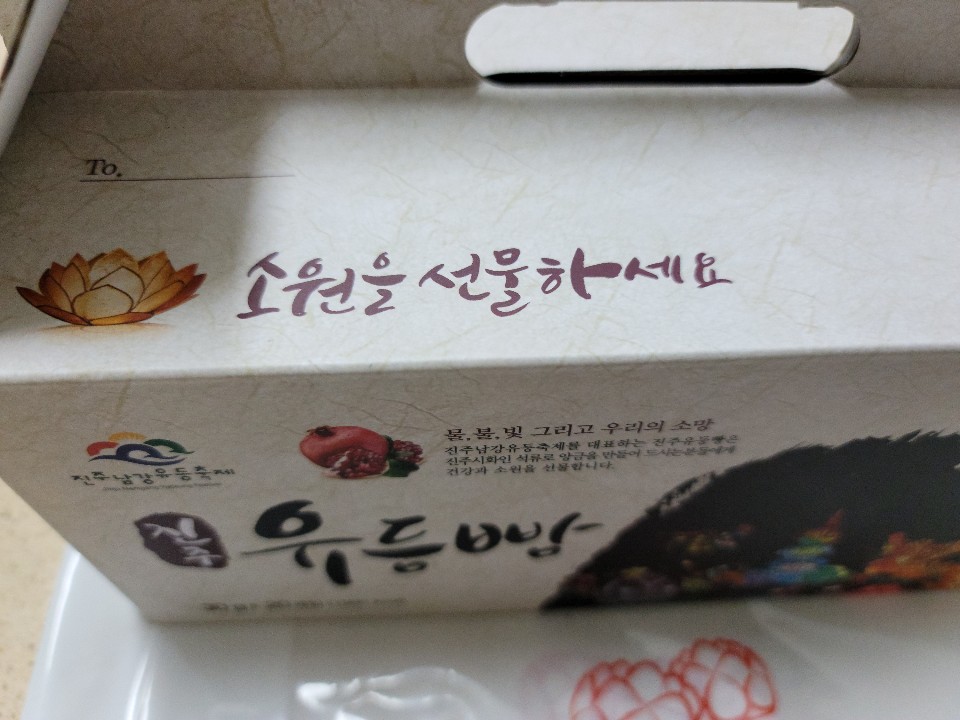 To.
소원을 선물하세요
물,불,빛 그리고 우리의 소망
진주남강유등축제를 대표하는 진주유등빵은
진주시화인 석류로 앙금을 만들어 드시는분들에게
건강과 소원을 선물합니다.
진주남강유등축제
진주
유등빵